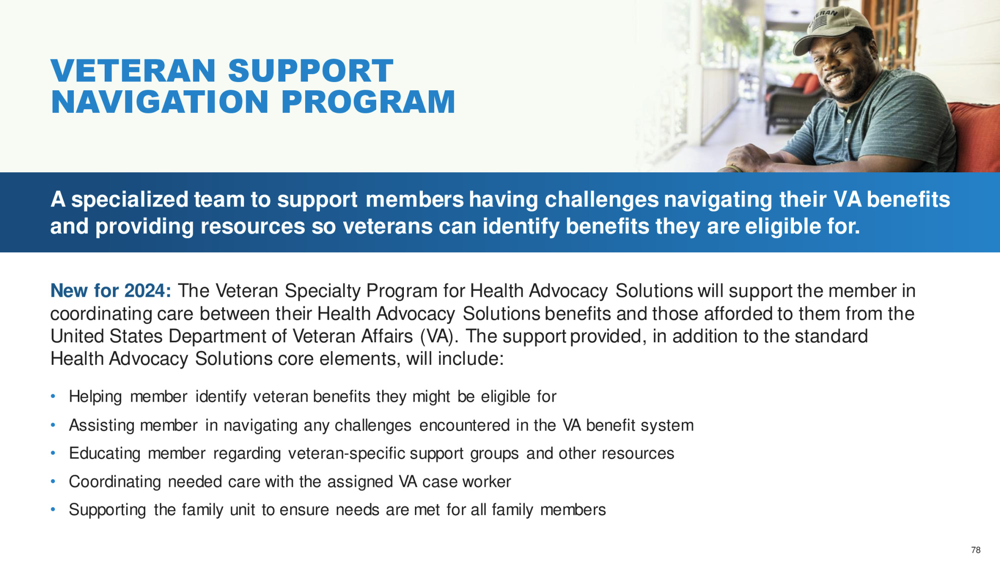 VETERAN SUPPORT
NAVIGATION PROGRAM
ERAN
A specialized team to support members having challenges navigating their VA benefits
and providing resources so veterans can identify benefits they are eligible for.
New for 2024: The Veteran Specialty Program for Health Advocacy Solutions will support the member in
coordinating care between their Health Advocacy Solutions benefits and those afforded to them from the
United States Department of Veteran Affairs (VA). The support provided, in addition to the standard
Health Advocacy Solutions core elements, will include:
• Helping member identify veteran benefits they might be eligible for
• Assisting member in navigating any challenges encountered in the VA benefit system
• Educating member regarding veteran-specific support groups and other resources
• Coordinating needed care with the assigned VA case worker
• Supporting the family unit to ensure needs are met for all family members
78